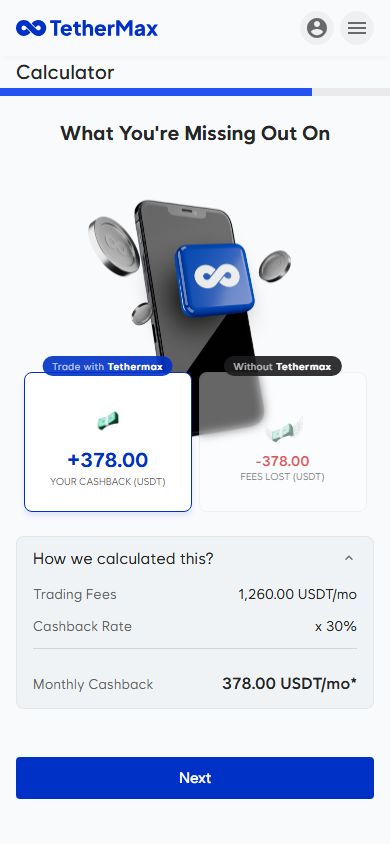 TetherMax
Calculator
What You're Missing Out On
Trade with Tethermax
Without Tethermax
+378.00
YOUR CASHBACK (USDT)
-378.00
FEES LOST (USDT)
How we calculated this?
Trading Fees 1,260.00 USDT/mo
Cashback Rate x 30%
Monthly Cashback 378.00 USDT/mo*
Next